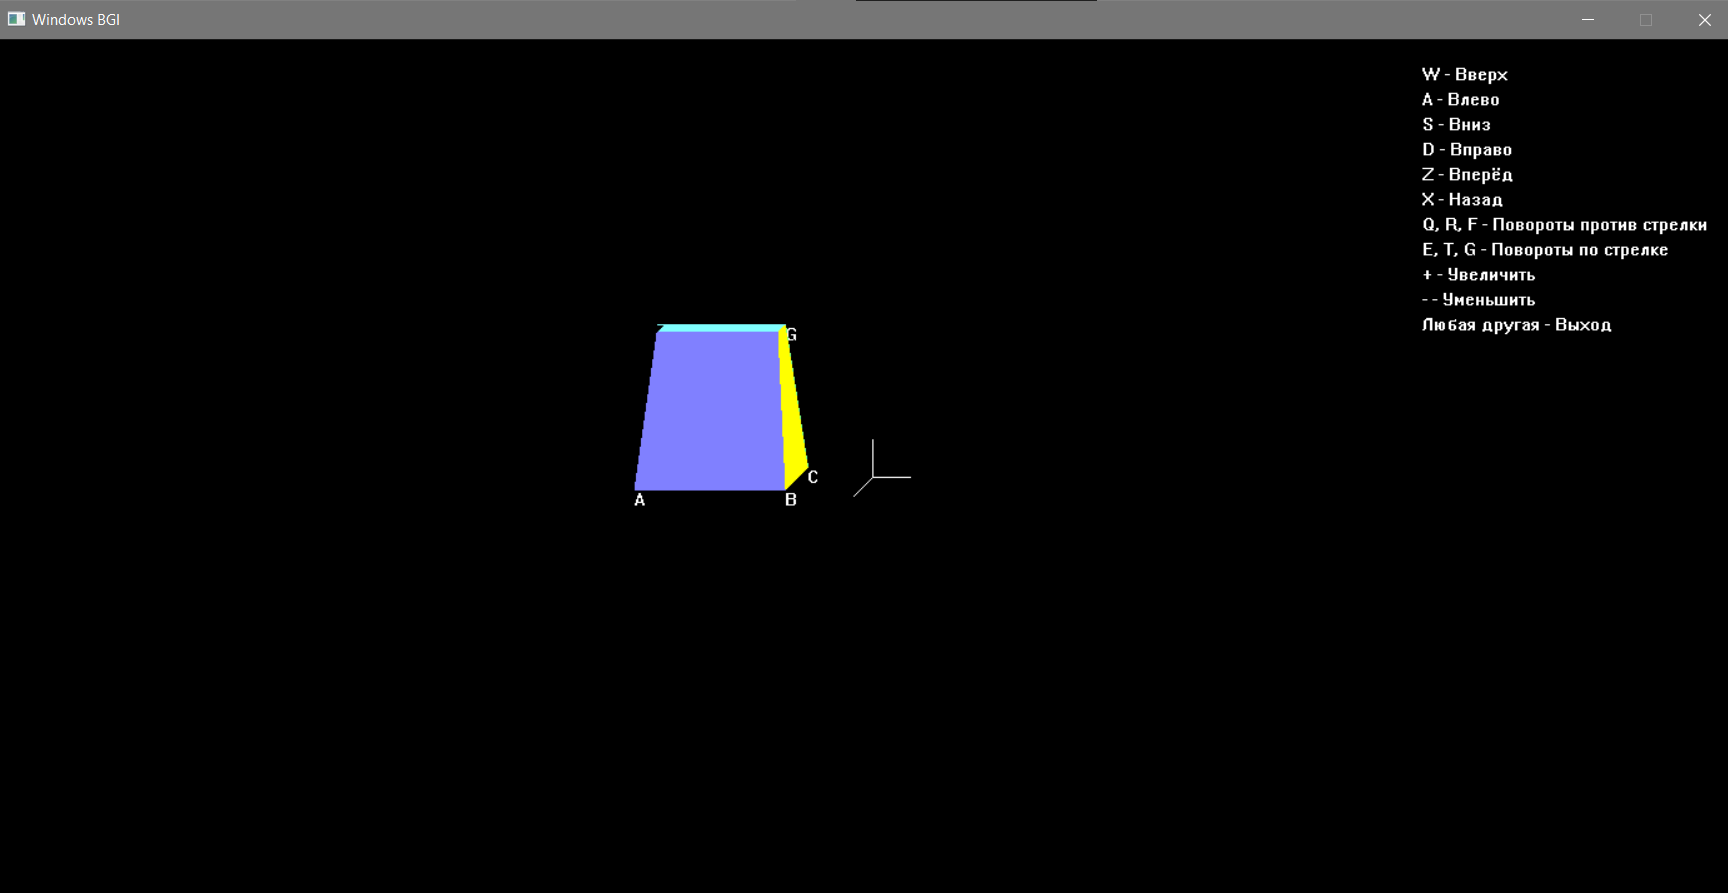 Windows BGI
W - Вверх
A - Влево
S - Вниз
D - Вправо
Z - Вперёд
X - Назад
Q, R, F - Повороты против стрелки
E, T, G - Повороты по стрелке
+ - Увеличить
- - Уменьшить
Любая другая - Выход
G
C
A B